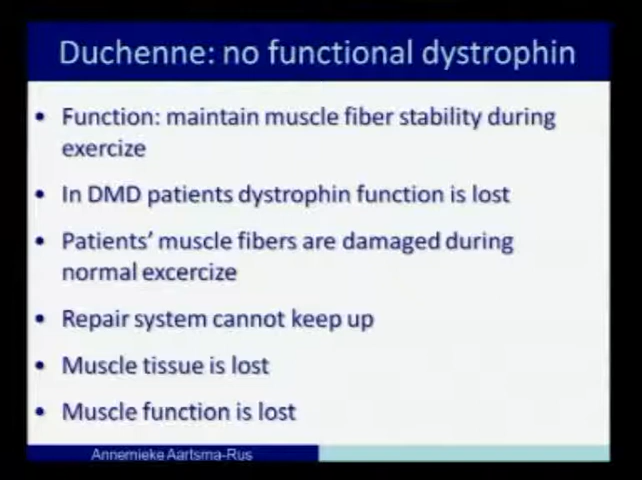 Duchenne: no functional dystrophin
• Function: maintain muscle fiber stability during
exercize
• In DMD patients dystrophin function is lost
• Patients' muscle fibers are damaged during
normal excercize
• Repair system cannot keep up
• Muscle tissue is lost
• Muscle function is lost
Annemieke Aartsma-Rus